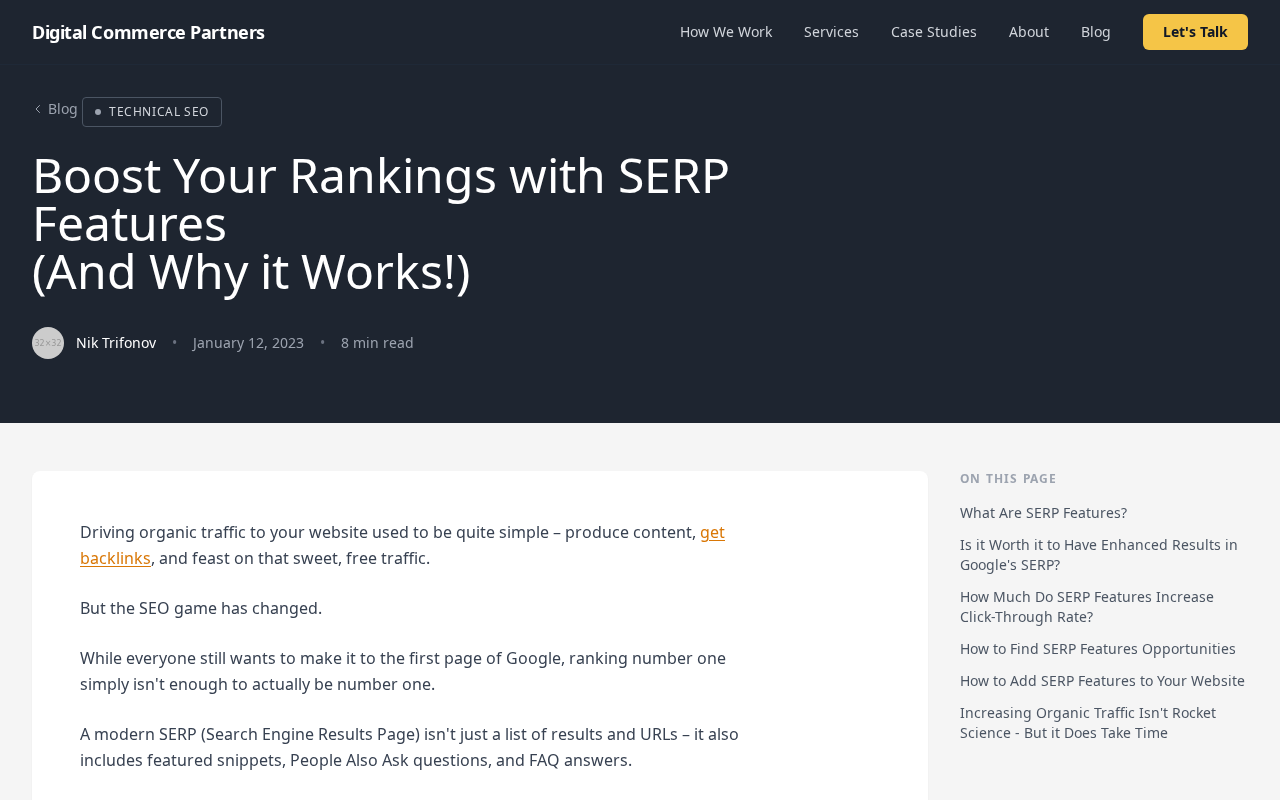 Digital Commerce Partners
How We Work
Services
Case Studies
About
Blog
Let's Talk
Blog
TECHNICAL SEO
Boost Your Rankings with SERP
Features
(And Why it Works!)
32×32
Nik Trifonov • January 12, 2023 • 8 min read
Driving organic traffic to your website used to be quite simple – produce content, get
backlinks, and feast on that sweet, free traffic.
But the SEO game has changed.
While everyone still wants to make it to the first page of Google, ranking number one
simply isn't enough to actually be number one.
A modern SERP (Search Engine Results Page) isn't just a list of results and URLs – it also
includes featured snippets, People Also Ask questions, and FAQ answers.
ON THIS PAGE
What Are SERP Features?
Is it Worth it to Have Enhanced Results in
Google's SERP?
How Much Do SERP Features Increase
Click-Through Rate?
How to Find SERP Features Opportunities
How to Add SERP Features to Your Website
Increasing Organic Traffic Isn't Rocket
Science - But it Does Take Time